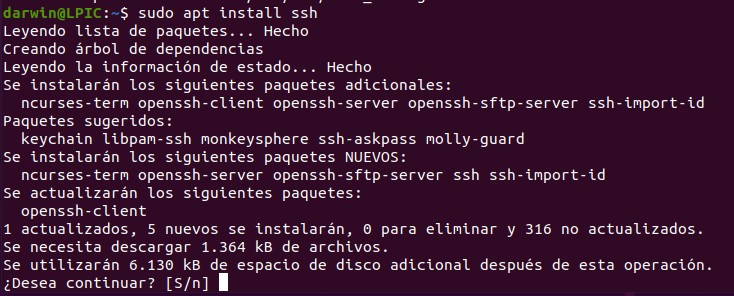 darwin@LPIC:~$ sudo apt install ssh
Leyendo lista de paquetes... Hecho
Creando árbol de dependencias
Leyendo la información de estado... Hecho
Se instalarán los siguientes paquetes adicionales:
  ncurses-term openssh-client openssh-server openssh-sftp-server ssh-import-id
Paquetes sugeridos:
  keychain libpam-ssh monkeysphere ssh-askpass molly-guard
Se instalarán los siguientes paquetes NUEVOS:
  ncurses-term openssh-server openssh-sftp-server ssh ssh-import-id
Se actualizarán los siguientes paquetes:
  openssh-client
1 actualizados, 5 nuevos se instalarán, 0 para eliminar y 316 no actualizados.
Se necesita descargar 1.364 kB de archivos.
Se utilizarán 6.130 kB de espacio de disco adicional después de esta operación.
¿Desea continuar? [S/n]